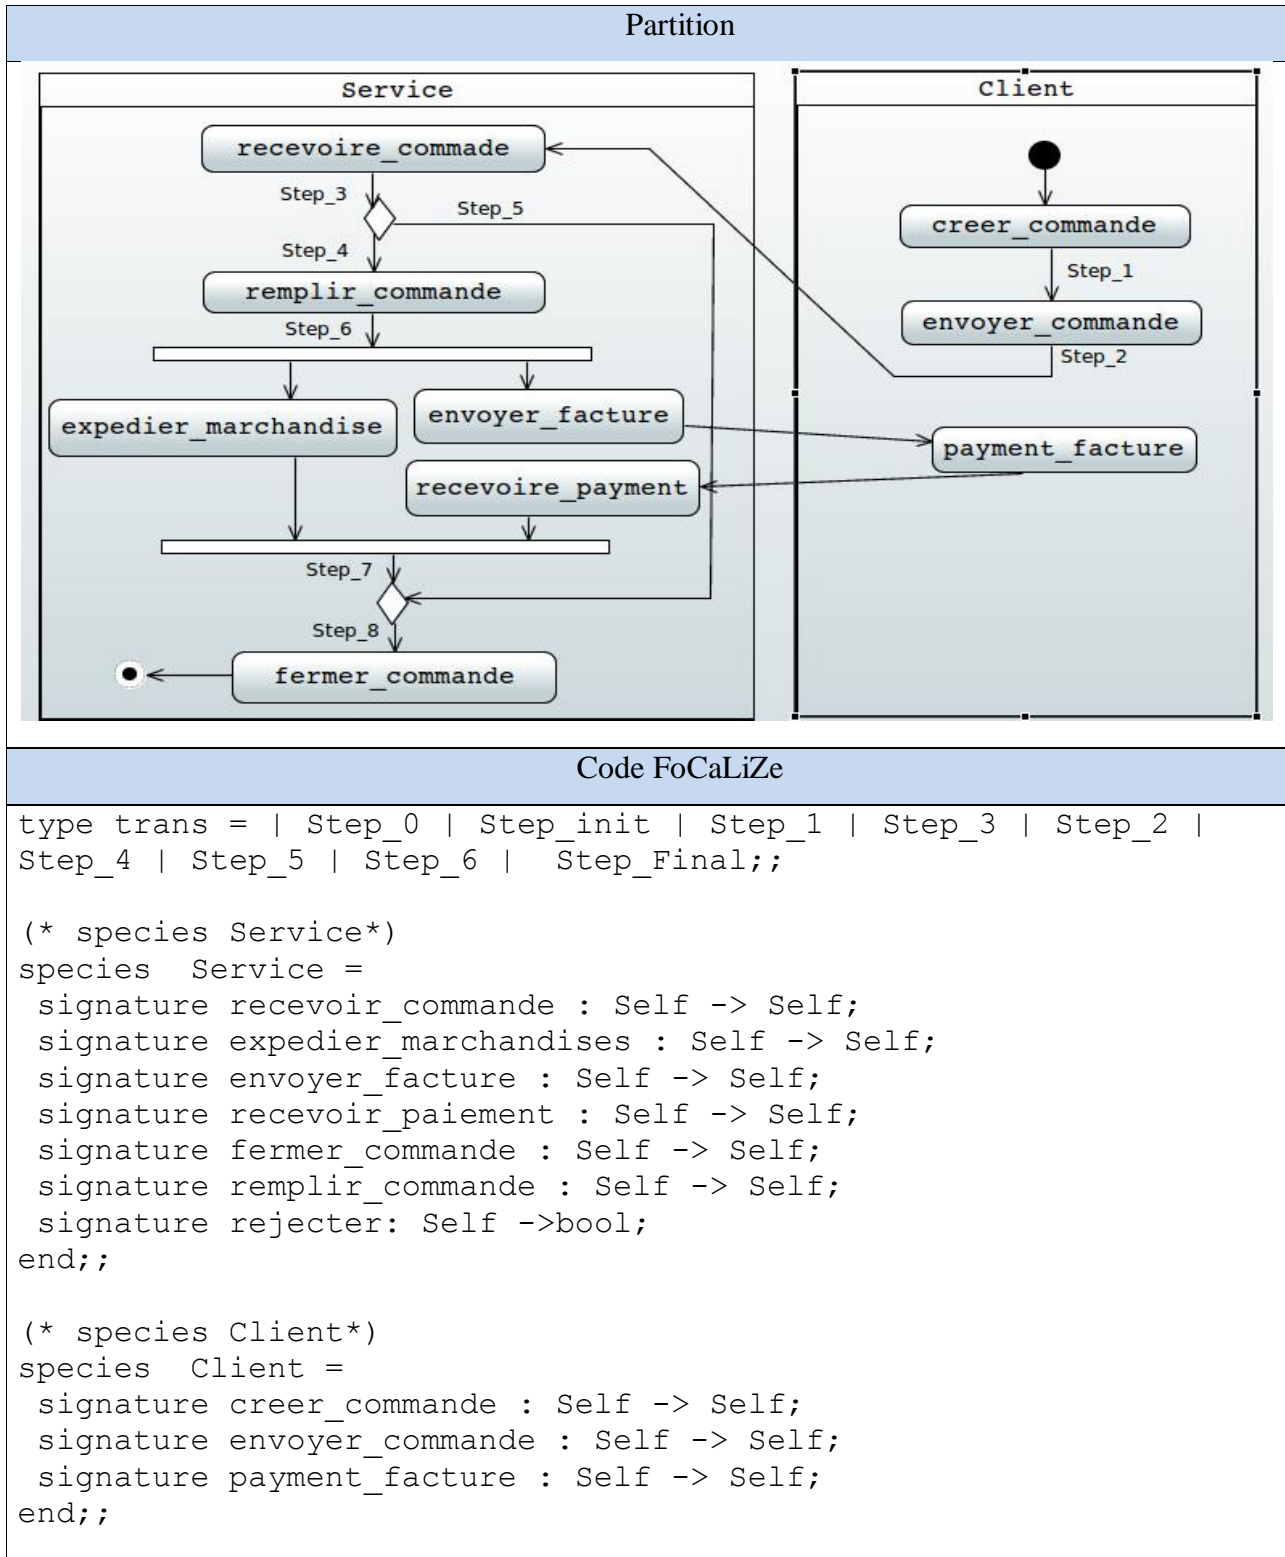 Partition
Service
Client
recevoire_commade
Step_3
Step_5
creer_commande
Step_4
Step_1
remplir_commande
envoyer_commande
Step_6
Step_2
expedier_marchandise
envoyer_facture
payment_facture
recevoire_payment
Step_7
Step_8
fermer_commande
Code FoCaLiZe
type trans = | Step_0 | Step_init | Step_1 | Step_3 | Step_2 |
Step_4 | Step_5 | Step_6 |  Step_Final;;
(* species Service*)
species  Service =
 signature recevoir_commande : Self -> Self;
 signature expedier_marchandises : Self -> Self;
 signature envoyer_facture : Self -> Self;
 signature recevoir_paiement : Self -> Self;
 signature fermer_commande : Self -> Self;
 signature remplir_commande : Self -> Self;
 signature rejecter: Self ->bool;
end;;
(* species Client*)
species  Client =
 signature creer_commande : Self -> Self;
 signature envoyer_commande : Self -> Self;
 signature payment_facture : Self -> Self;
end;;